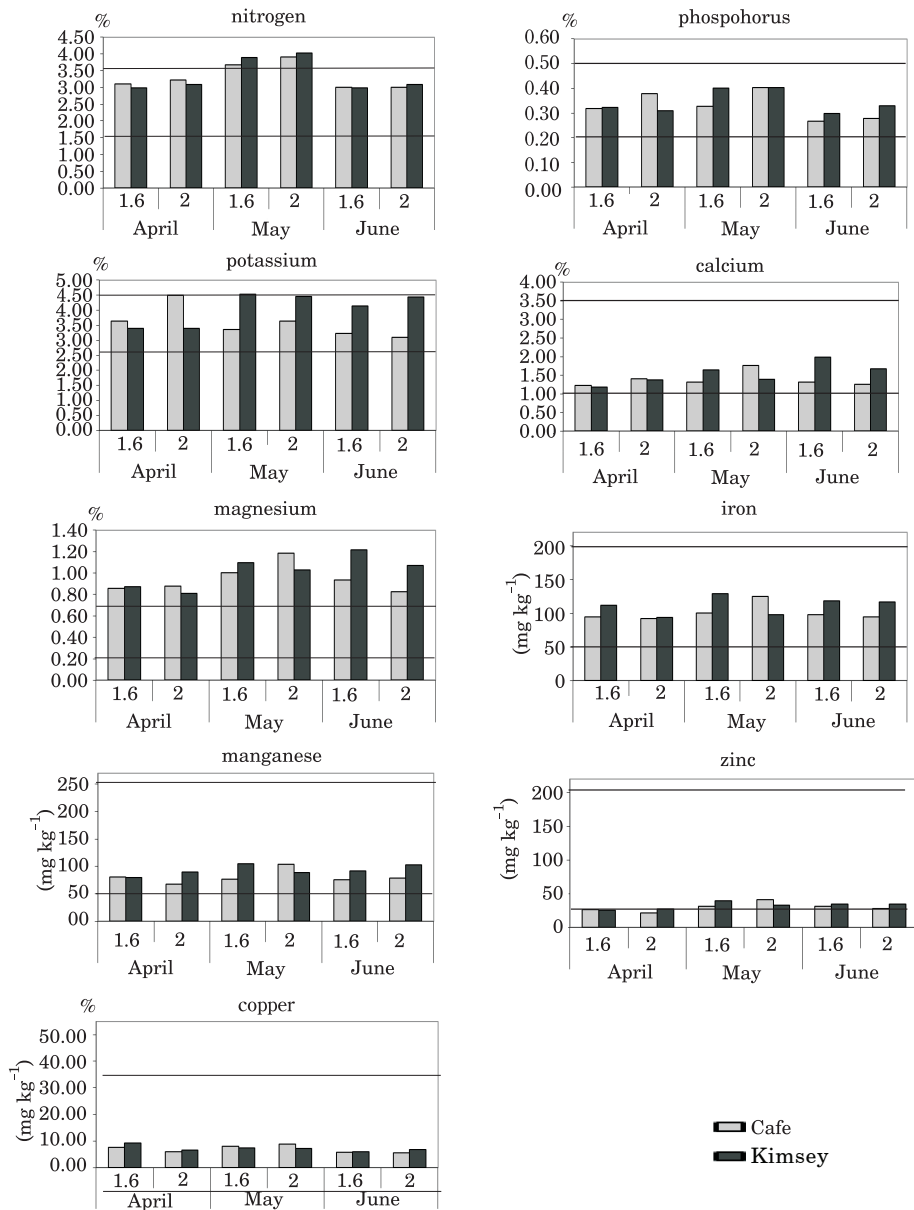 nitrogen
%
4.50
4.00
3.50
3.00
2.50
2.00
1.50
1.50
0.00
1.6 2 1.6 2 1.6 2
April May June
phospohorus
%
0.60
0.50
0.40
0.30
0.20
0.10
0.00
1.6 2 1.6 2 1.6 2
April May June
potassium
%
5.00
4.50
4.50
3.50
3.00
2.50
2.50
1.50
1.50
0.50
0.00
1.6 2 1.6 2 1.6 2
April May June
calcium
%
4.00
3.50
3.00
2.50
2.00
1.50
1.00
0.50
0.00
1.6 2 1.6 2 1.6 2
April May June
magnesium
%
1.40
1.20
1.00
0.80
0.60
0.40
0.20
0.00
1.6 2 1.6 2 1.6 2
April May June
iron
(mg kg⁻¹)
200
150
100
50
0
1.6 2 1.6 2 1.6 2
April May June
manganese
(mg kg⁻¹)
250
200
150
100
50
00
1.6 2 1.6 2 1.6 2
April May June
zinc
(mg kg⁻¹)
200
150
100
50
0
1.6 2 1.6 2 1.6 2
April May June
copper
%
(mg kg⁻¹)
50.00
40.00
30.00
20.00
10.00
0.00
1.6 2 1.6 2 1.6 2
April May June
Cafe
Kimsey